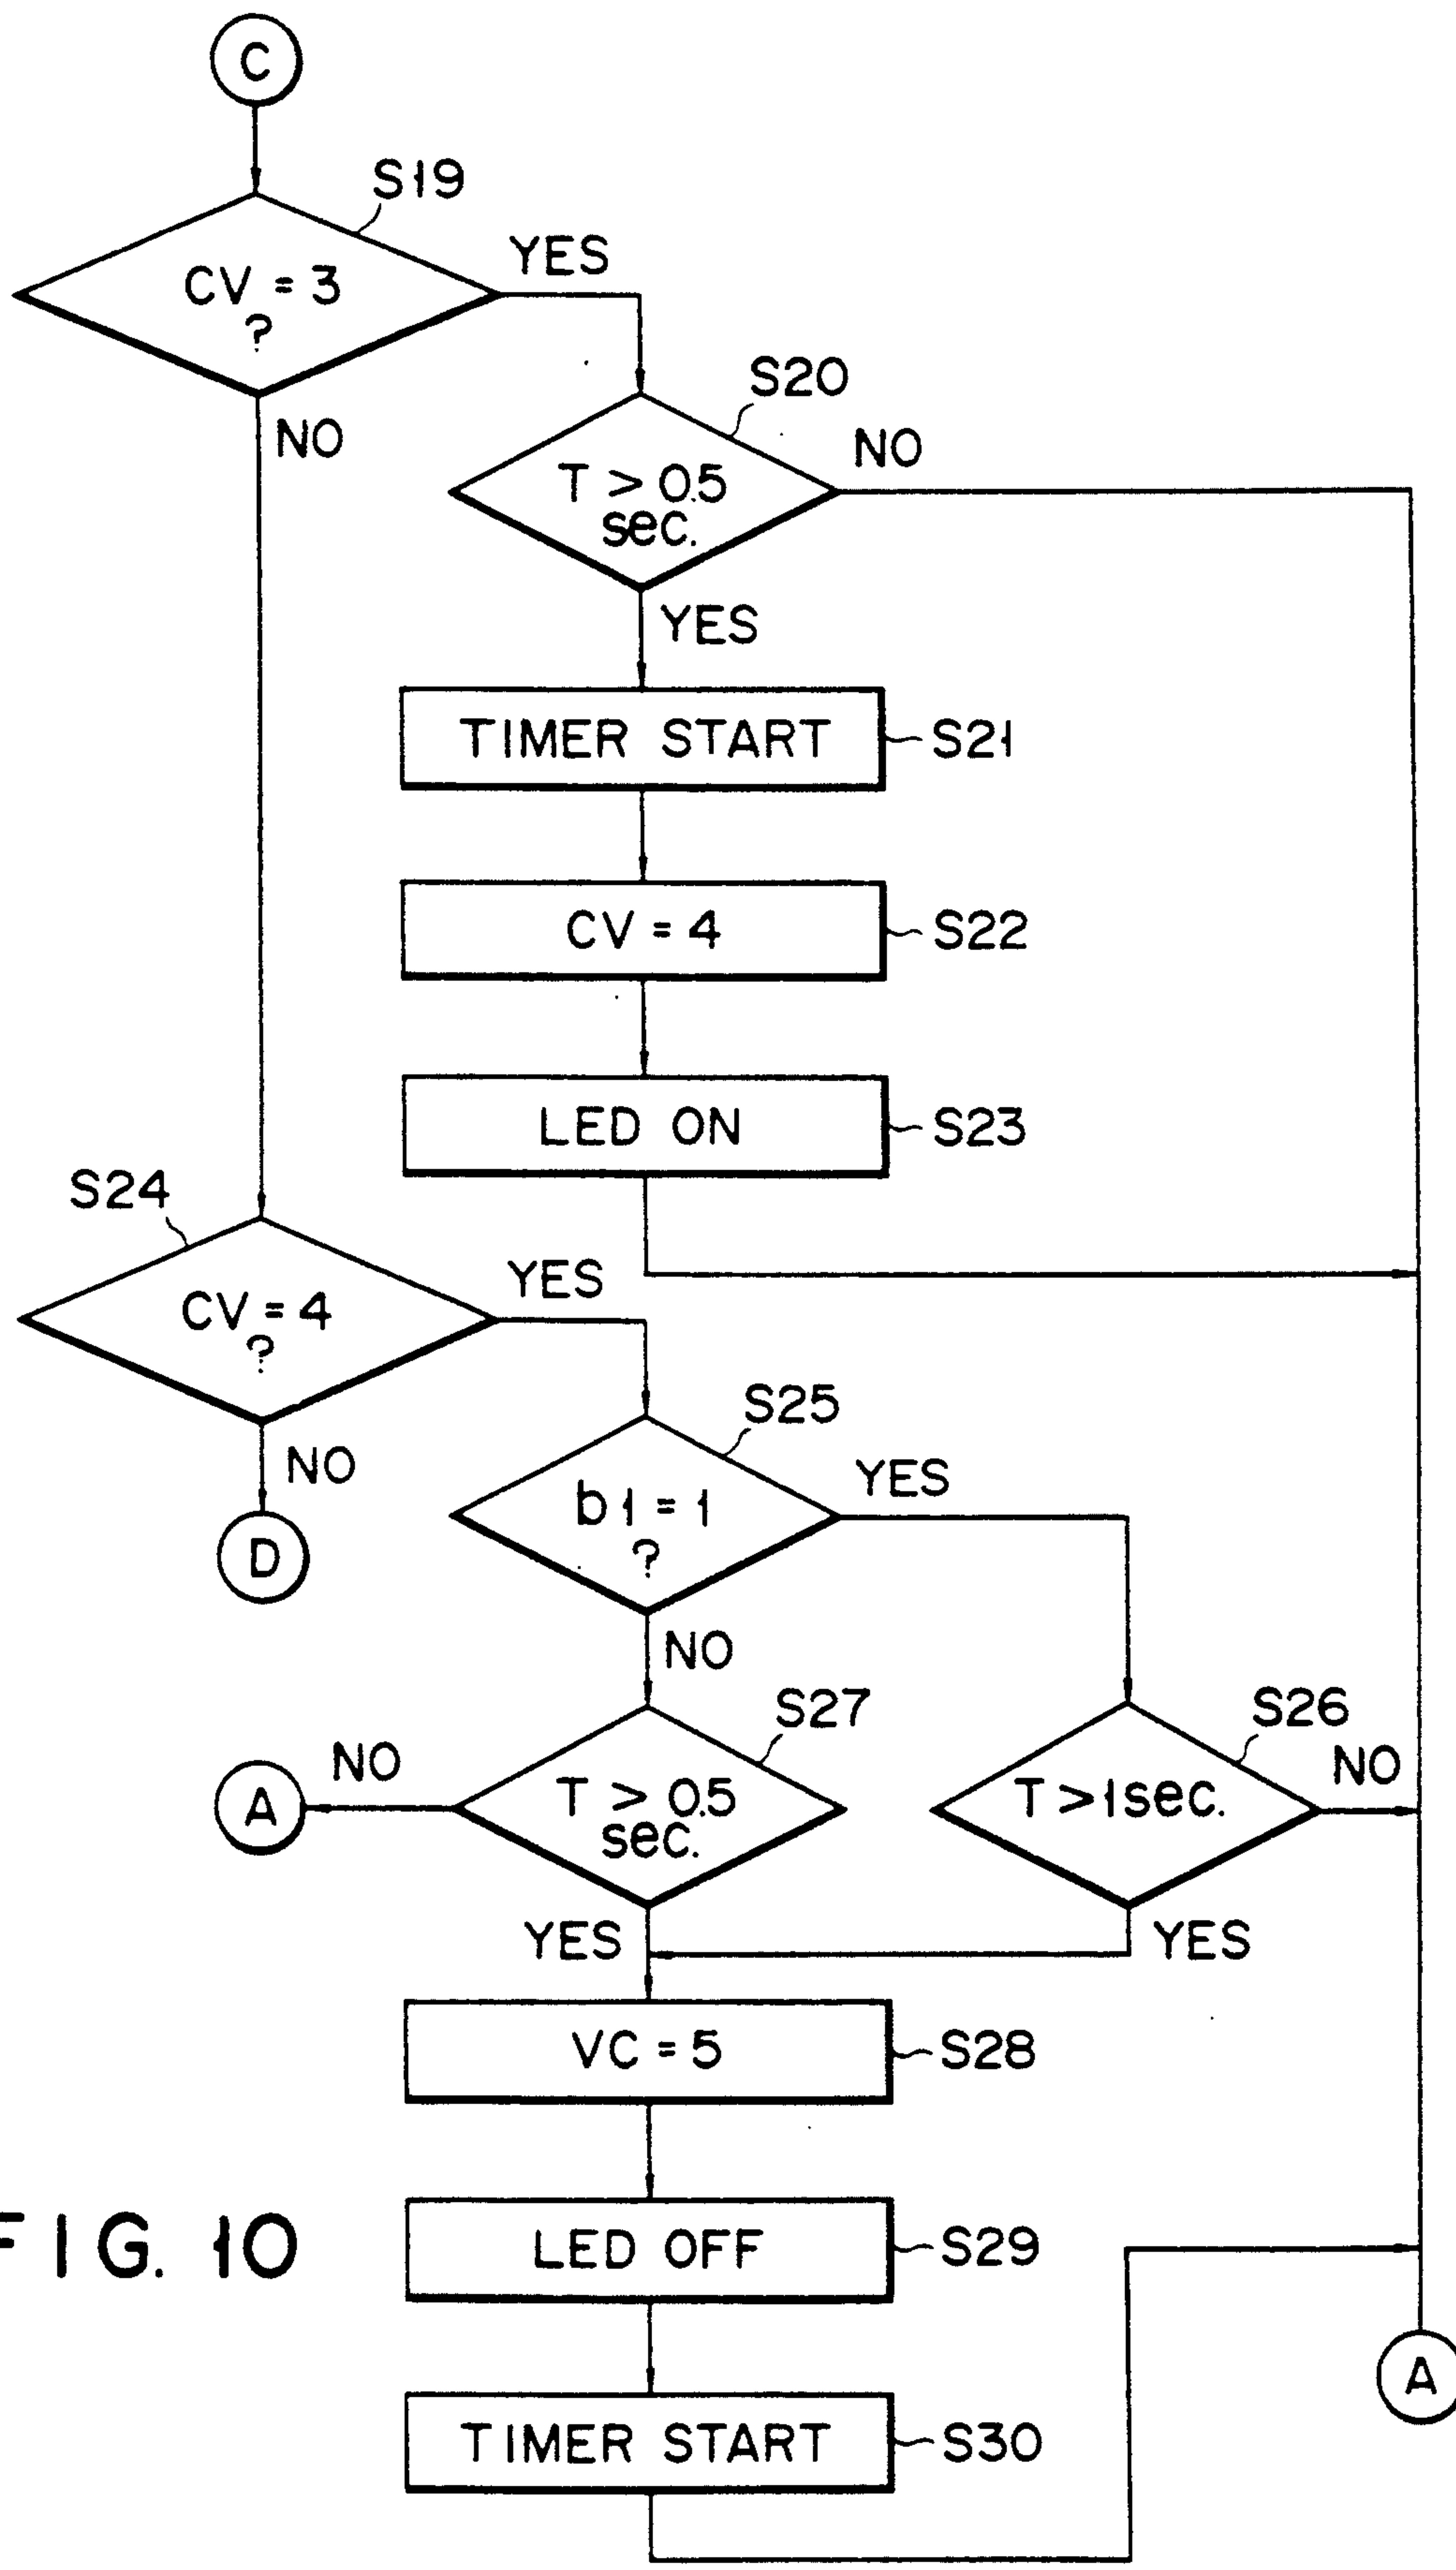 C
S19
CV = 3
?
YES
NO
S20
T > 0.5
sec.
NO
YES
TIMER START
S21
CV = 4
S22
LED ON
S23
S24
CV = 4
?
YES
NO
D
S25
b1 = 1
?
YES
NO
S27
T > 0.5
sec.
NO
A
YES
S26
T > 1sec.
NO
YES
VC = 5
S28
LED OFF
S29
TIMER START
S30
A
FIG. 10